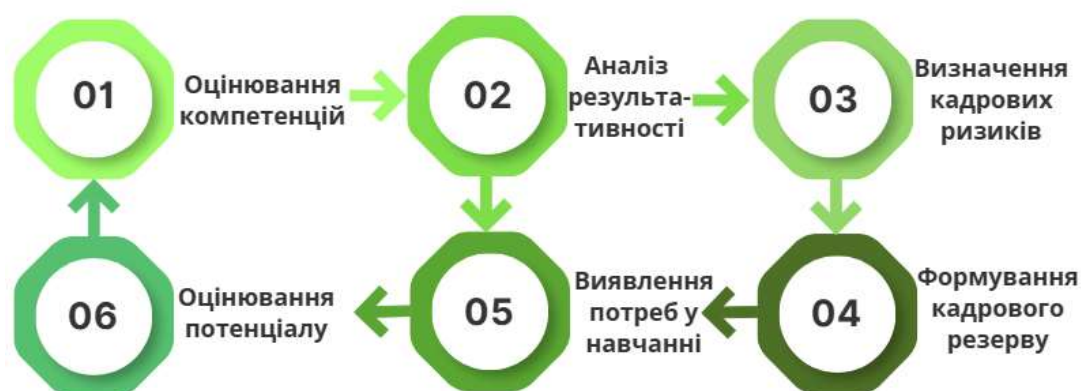 01
Оцінювання
компетенцій
02
Аналіз
результа-
тивності
03
Визначення
кадрових
ризиків
04
Формування
кадрового
резерву
05
Виявлення
потреб у
навчанні
06
Оцінювання
потенціалу